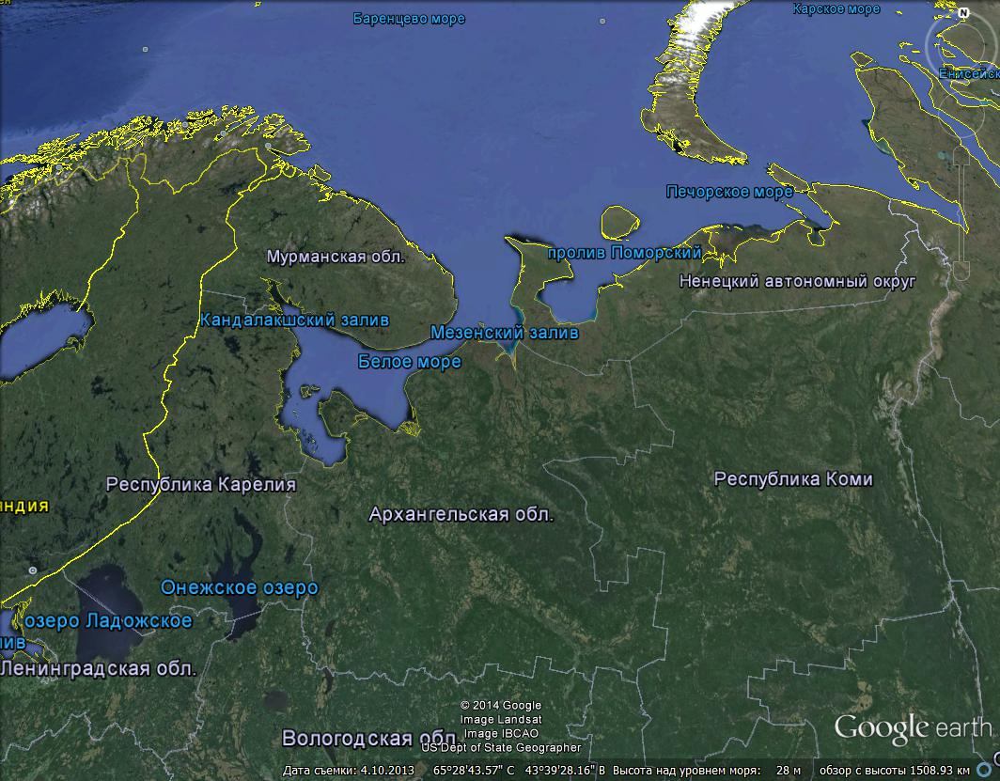 Баренцево море
Карское море
N
Енисейск
Печорское море
пролив Поморский
Мурманская обл.
Ненецкий автономный округ
Кандалакшский залив
Мезенский залив
Белое море
Республика Карелия
Республика Коми
Архангельская обл.
Онежское озеро
озеро Ладожское
Ленинградская обл.
© 2014 Google
Image Landsat
Image IBCAO
US Dept of State Geographer
Вологодская обл.
Google earth
Дата съемки: 4.10.2013 65°28'43.57" С 43°39'28.16" В Высота над уровнем моря: 28 м обзор с высоты 1508.93 км